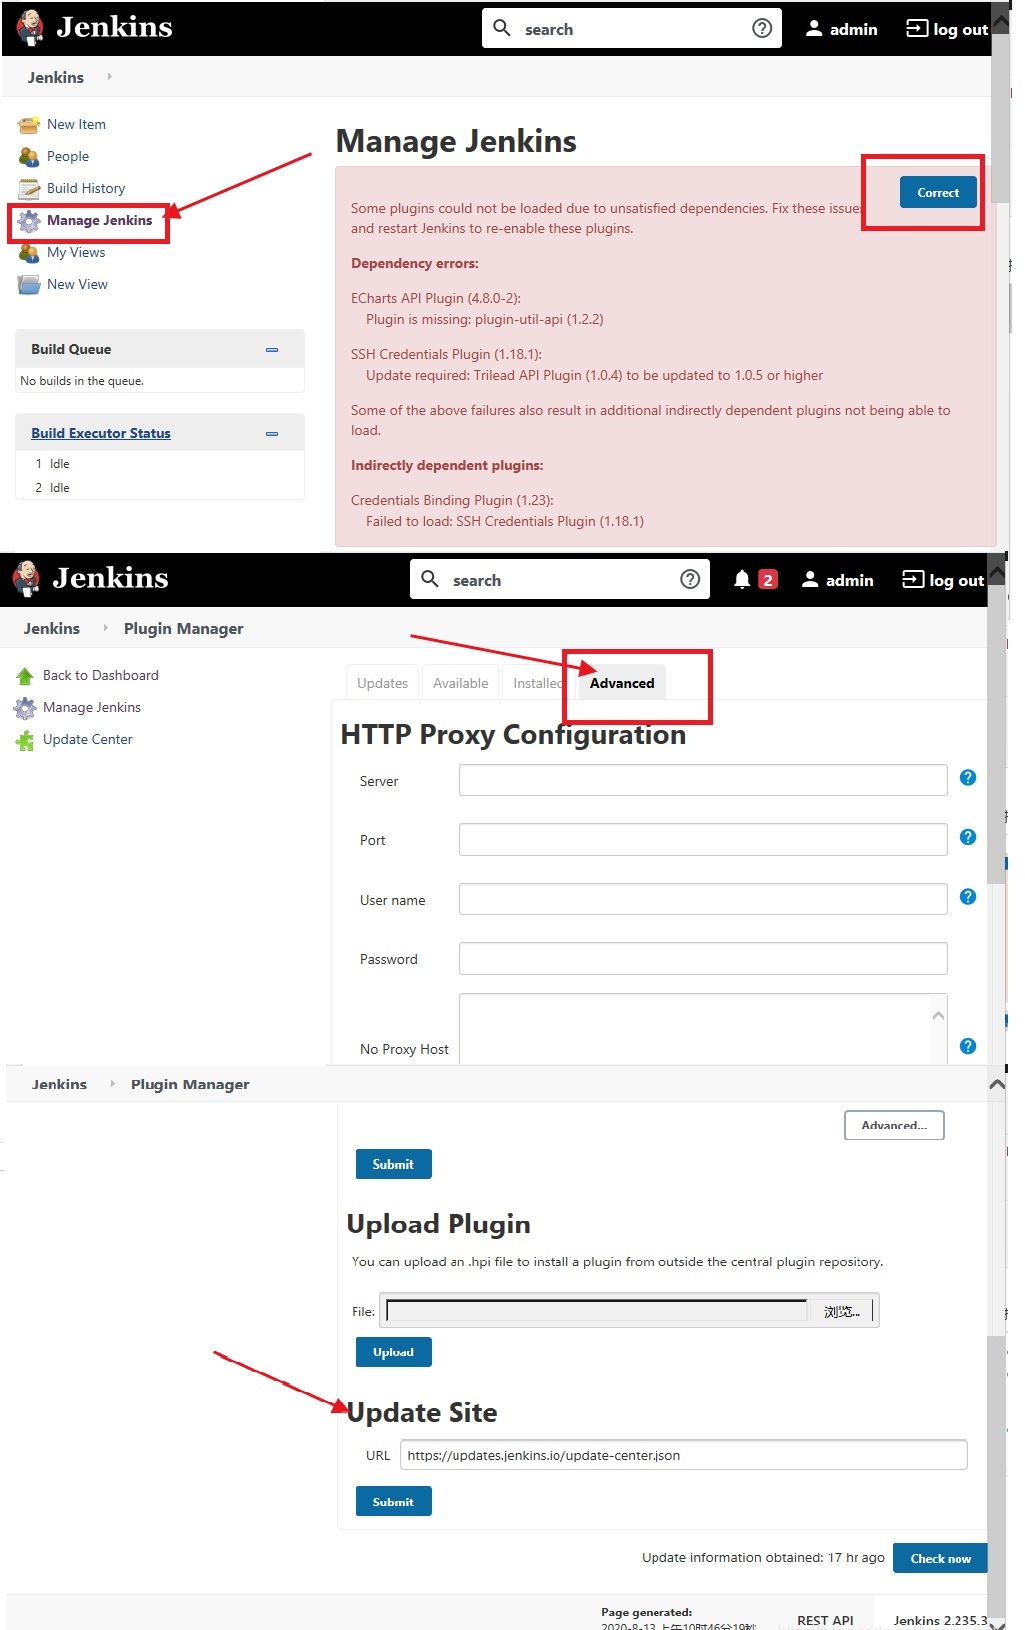 Jenkins
search
admin
log out
Jenkins
New Item
People
Build History
Manage Jenkins
My Views
New View
Build Queue
No builds in the queue.
Build Executor Status
1 Idle
2 Idle
Manage Jenkins
Correct
Some plugins could not be loaded due to unsatisfied dependencies. Fix these issues
and restart Jenkins to re-enable these plugins.
Dependency errors:
ECharts API Plugin (4.8.0-2):
Plugin is missing: plugin-util-api (1.2.2)
SSH Credentials Plugin (1.18.1):
Update required: Trilead API Plugin (1.0.4) to be updated to 1.0.5 or higher
Some of the above failures also result in additional indirectly dependent plugins not being able to
load.
Indirectly dependent plugins:
Credentials Binding Plugin (1.23):
Failed to load: SSH Credentials Plugin (1.18.1)
Jenkins
search
2
admin
log out
Jenkins Plugin Manager
Back to Dashboard
Manage Jenkins
Update Center
Updates Available Installed Advanced
HTTP Proxy Configuration
Server
Port
User name
Password
No Proxy Host
Jenkins Plugin Manager
Advanced...
Submit
Upload Plugin
You can upload an .hpi file to install a plugin from outside the central plugin repository.
File: 浏览...
Upload
Update Site
URL https://updates.jenkins.io/update-center.json
Submit
Update information obtained: 17 hr ago Check now
Page generated:
2020-8-13 上午10时46分19秒
REST API Jenkins 2.235.3